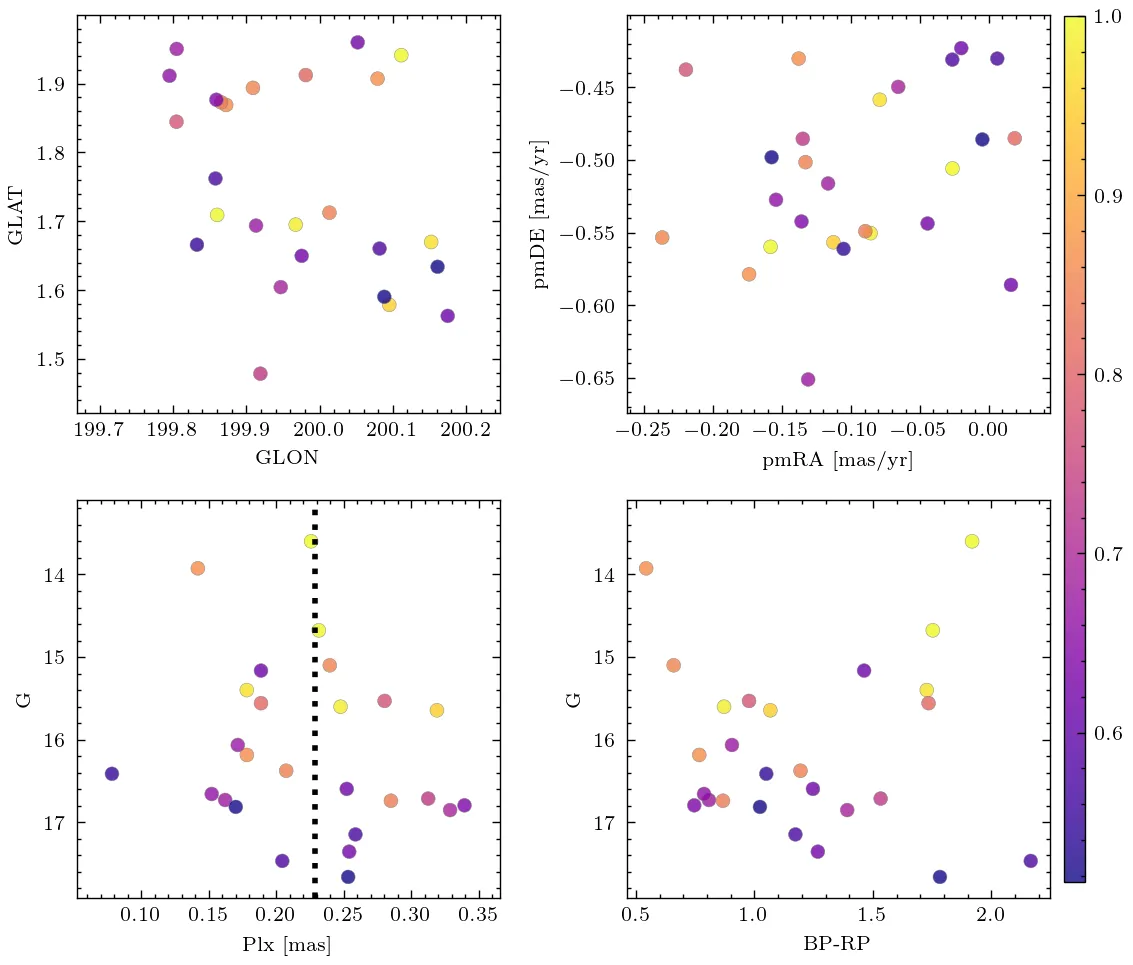 1.9
1.8
1.7
1.6
1.5
GLAT
199.7 199.8 199.9 200.0 200.1 200.2
GLON
−0.45
−0.50
−0.55
−0.60
−0.65
pmDE [mas/yr]
−0.25 −0.20 −0.15 −0.10 −0.05 0.00
pmRA [mas/yr]
14
15
16
17
G
0.10 0.15 0.20 0.25 0.30 0.35
Plx [mas]
14
15
16
17
G
0.5 1.0 1.5 2.0
BP-RP
1.0
0.9
0.8
0.7
0.6